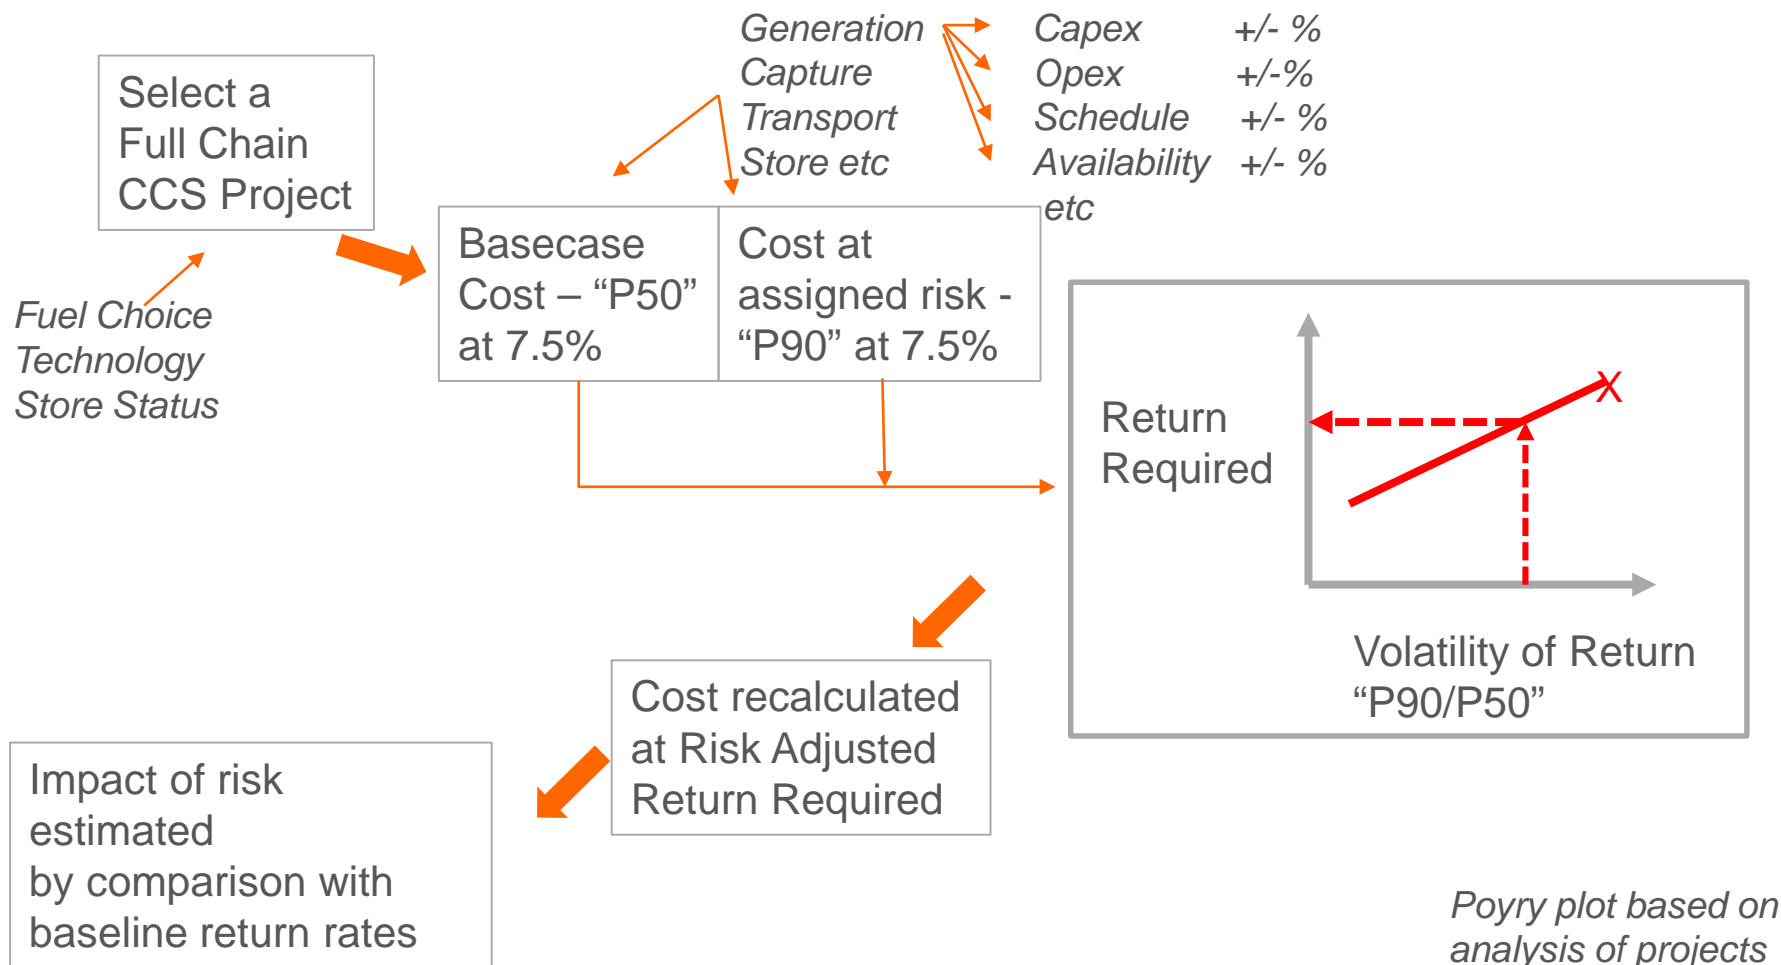 Generation Capex +/- %
Capture Opex +/-%
Transport Schedule +/- %
Store etc Availability +/- %
etc
Select a
Full Chain
CCS Project
Fuel Choice
Technology
Store Status
Basecase
Cost – “P50”
at 7.5%
Cost at
assigned risk -
“P90” at 7.5%
Return
Required
X
Volatility of Return
“P90/P50”
Cost recalculated
at Risk Adjusted
Return Required
Impact of risk
estimated
by comparison with
baseline return rates
Poyry plot based on
analysis of projects